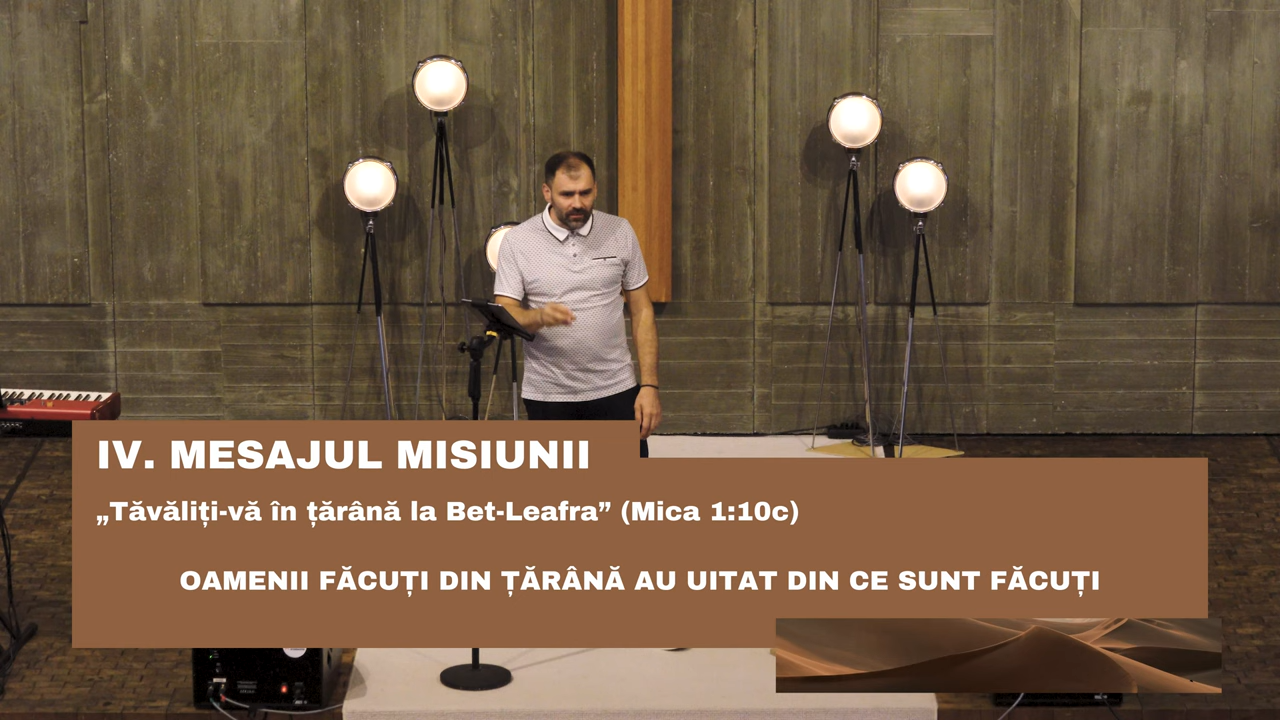 IV. MESAJUL MISIUNII
„Tăvăliți-vă în țărână la Bet-Leafra” (Mica 1:10c)
OAMENII FĂCUȚI DIN ȚĂRÂNĂ AU UITAT DIN CE SUNT FĂCUȚI